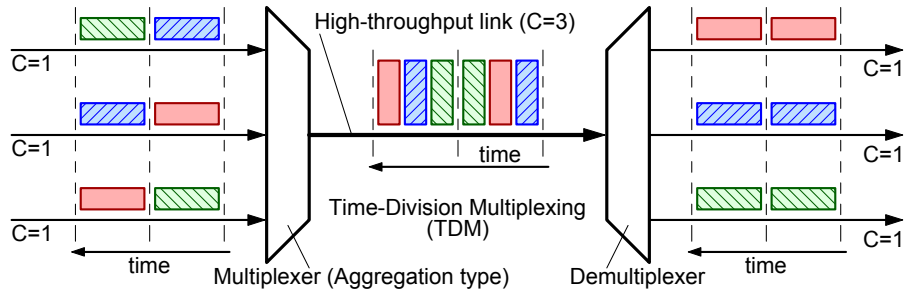 High-throughput link (C=3)
C=1
C=1
C=1
C=1
C=1
C=1
time
Time-Division Multiplexing
(TDM)
time
time
Multiplexer (Aggregation type)
Demultiplexer